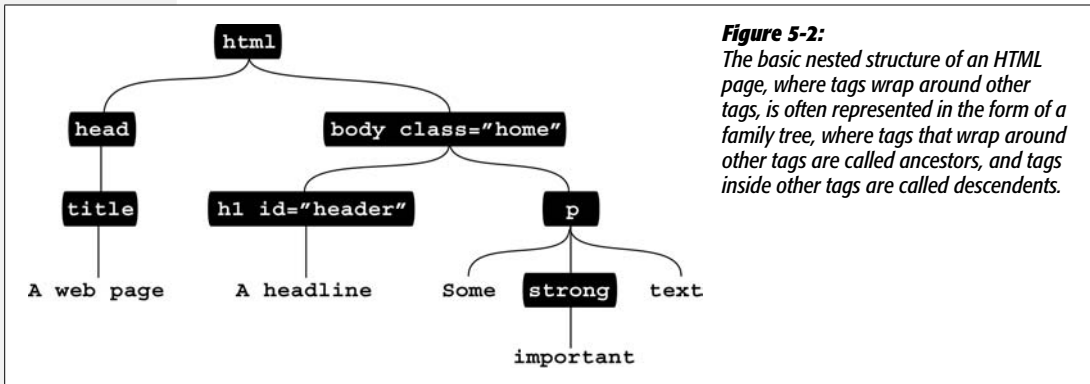 html
head
body class=”home”
title
h1 id=”header”
p
A web page
A headline
Some
strong
text
important
Figure 5-2:
The basic nested structure of an HTML
page, where tags wrap around other
tags, is often represented in the form of a
family tree, where tags that wrap around
other tags are called ancestors, and tags
inside other tags are called descendents.